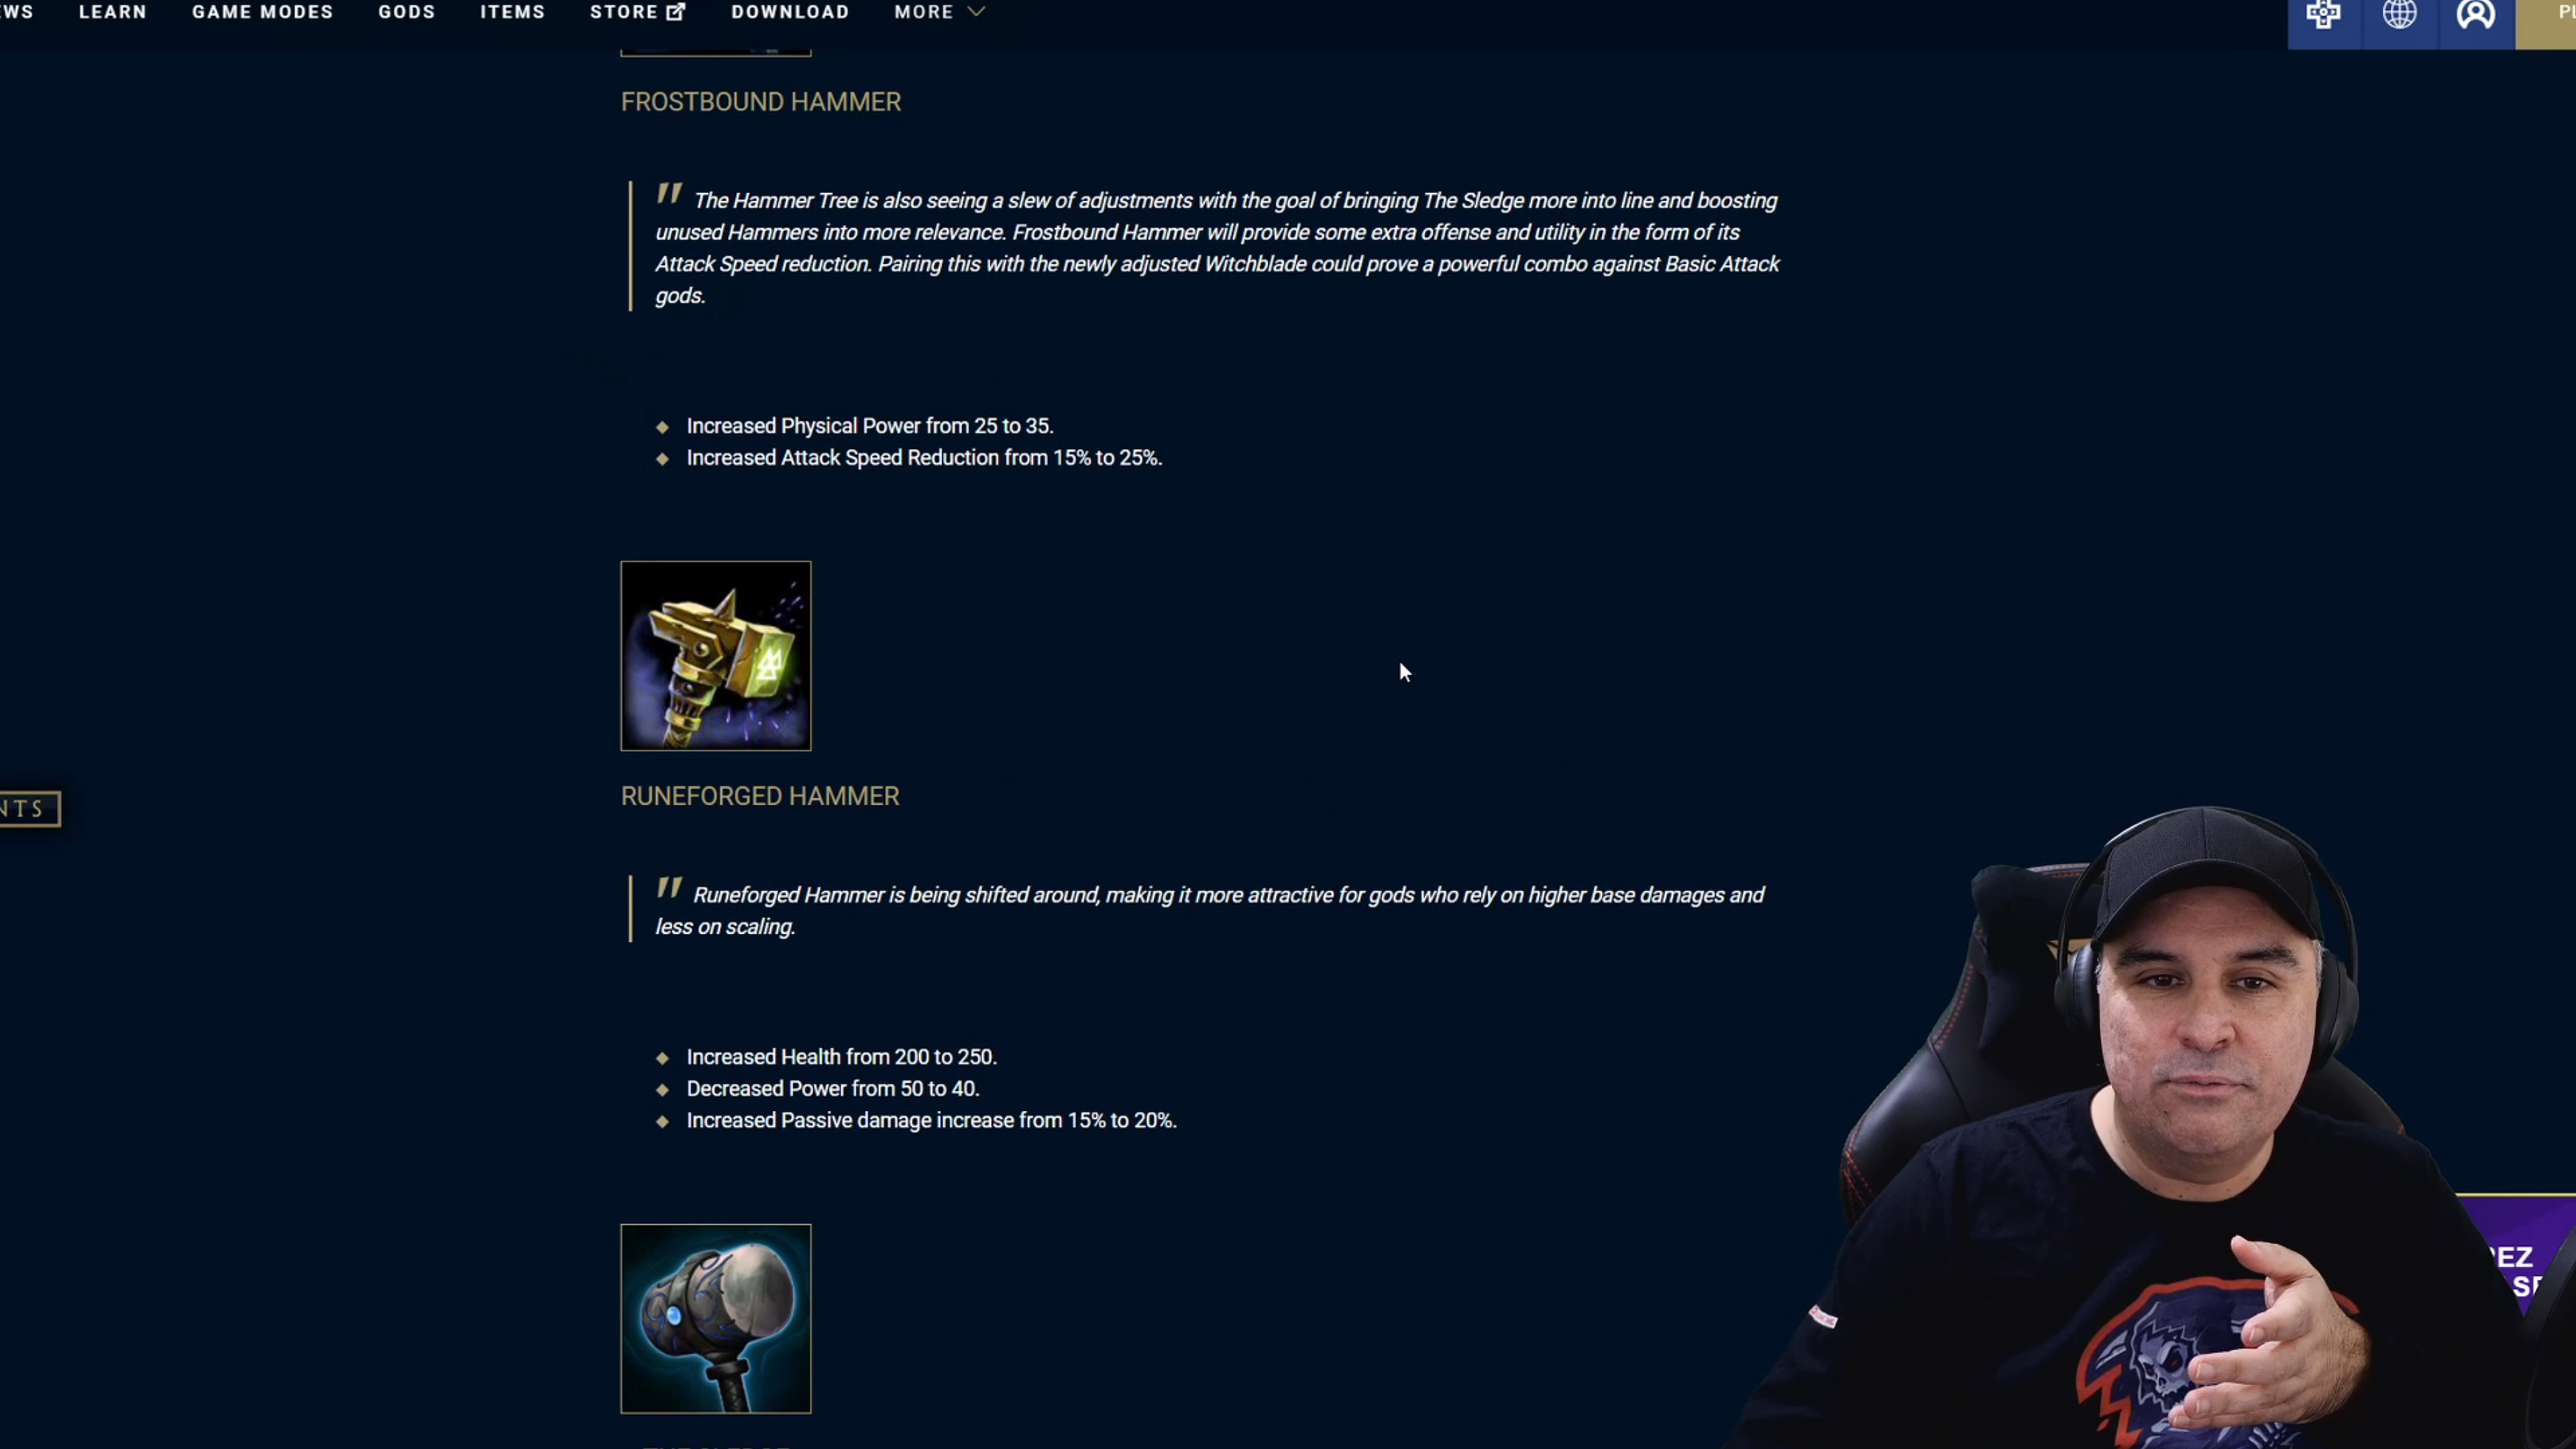 LEARN GAME MODES GODS ITEMS STORE DOWNLOAD MORE
FROSTBOUND HAMMER
" The Hammer Tree is also seeing a slew of adjustments with the goal of bringing The Sledge more into line and boosting
unused Hammers into more relevance. Frostbound Hammer will provide some extra offense and utility in the form of its
Attack Speed reduction. Pairing this with the newly adjusted Witchblade could prove a powerful combo against Basic Attack
gods.
Increased Physical Power from 25 to 35.
Increased Attack Speed Reduction from 15% to 25%.
NTS
RUNEFORGED HAMMER
" Runeforged Hammer is being shifted around, making it more attractive for gods who rely on higher base damages and
less on scaling.
Increased Health from 200 to 250.
Decreased Power from 50 to 40.
Increased Passive damage increase from 15% to 20%.
EZ